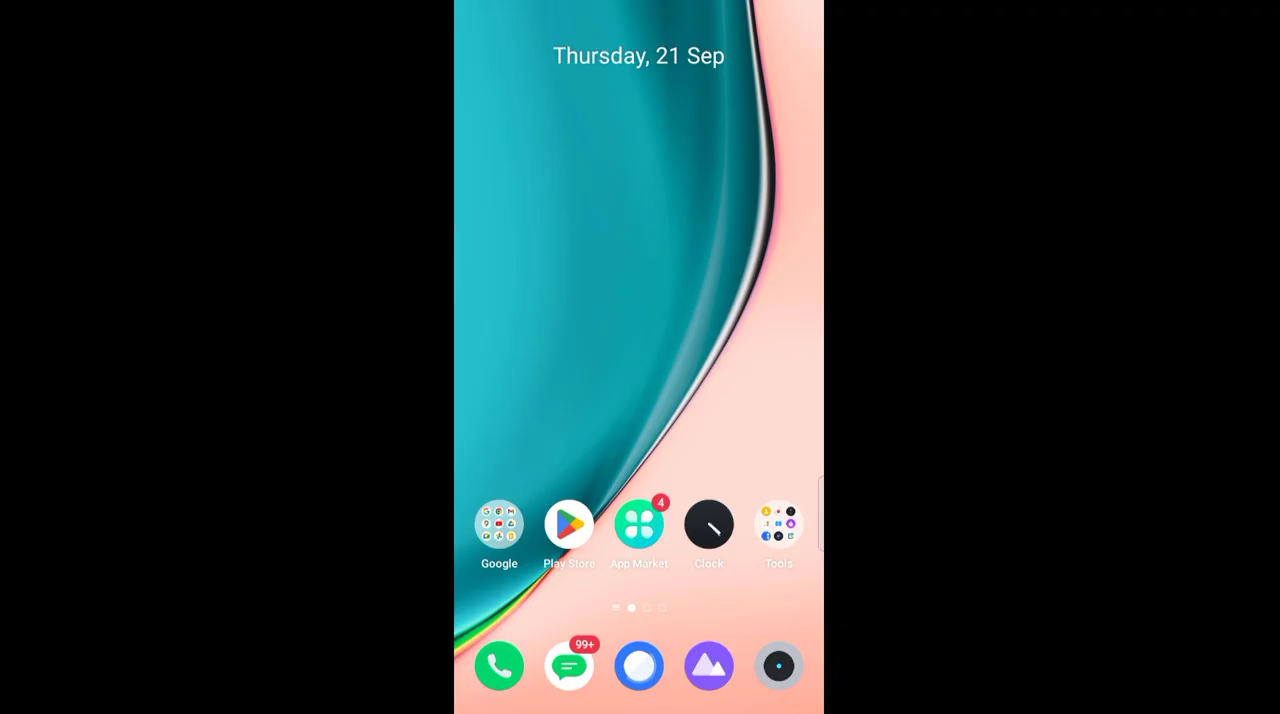 Thursday, 21 Sep
4
Google
Play Store
App Market
Clock
Tools
99+